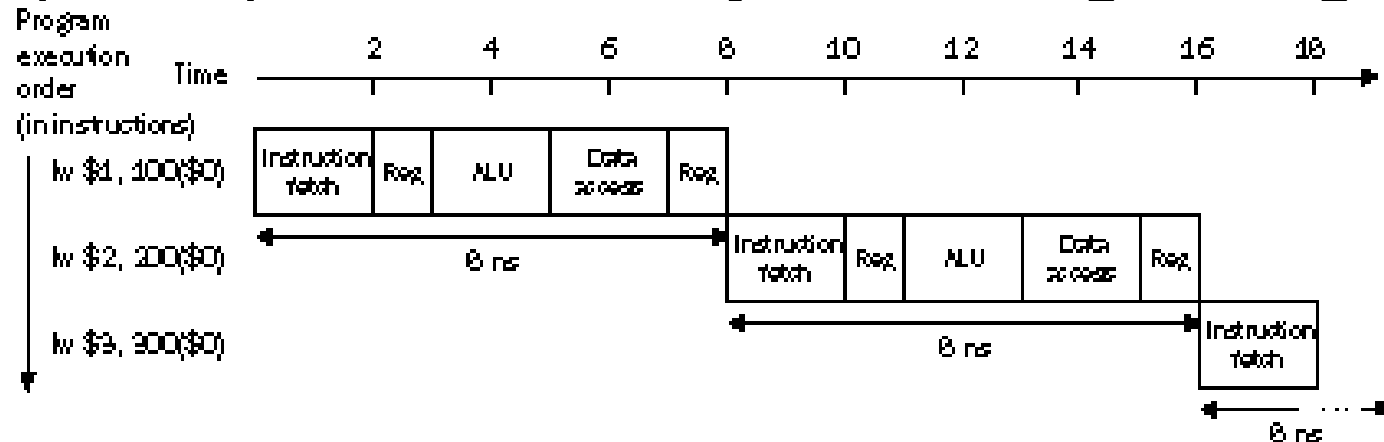 Program
execution
order
(in instructions)
Time
2 4 6 8 10 12 14 16 18
lw $1, 100($0)
Instruction fetch
Reg
ALU
Data access
Reg
8 ns
lw $2, 200($0)
Instruction fetch
Reg
ALU
Data access
Reg
8 ns
lw $3, 300($0)
Instruction fetch
...
8 ns